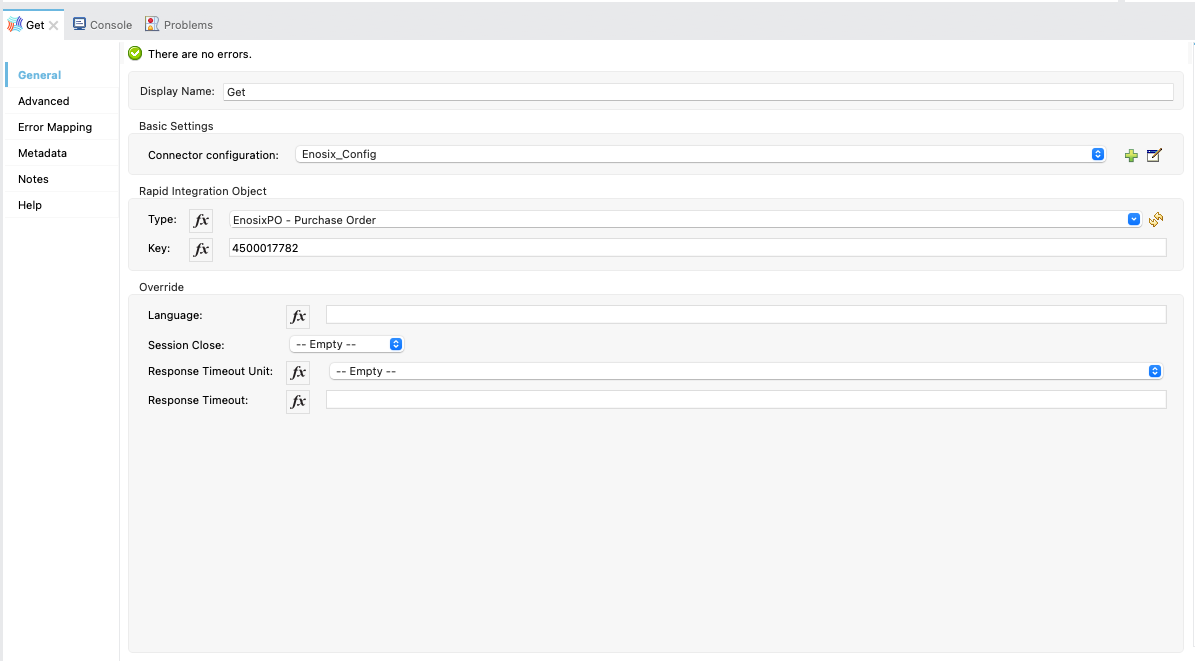 Get Console Problems
There are no errors.
General
Advanced
Error Mapping
Metadata
Notes
Help
Display Name: Get
Basic Settings
Connector configuration: Enosix_Config
Rapid Integration Object
Type: fx EnosixPO - Purchase Order
Key: fx 4500017782
Override
Language: fx
Session Close: -- Empty --
Response Timeout Unit: fx -- Empty --
Response Timeout: fx